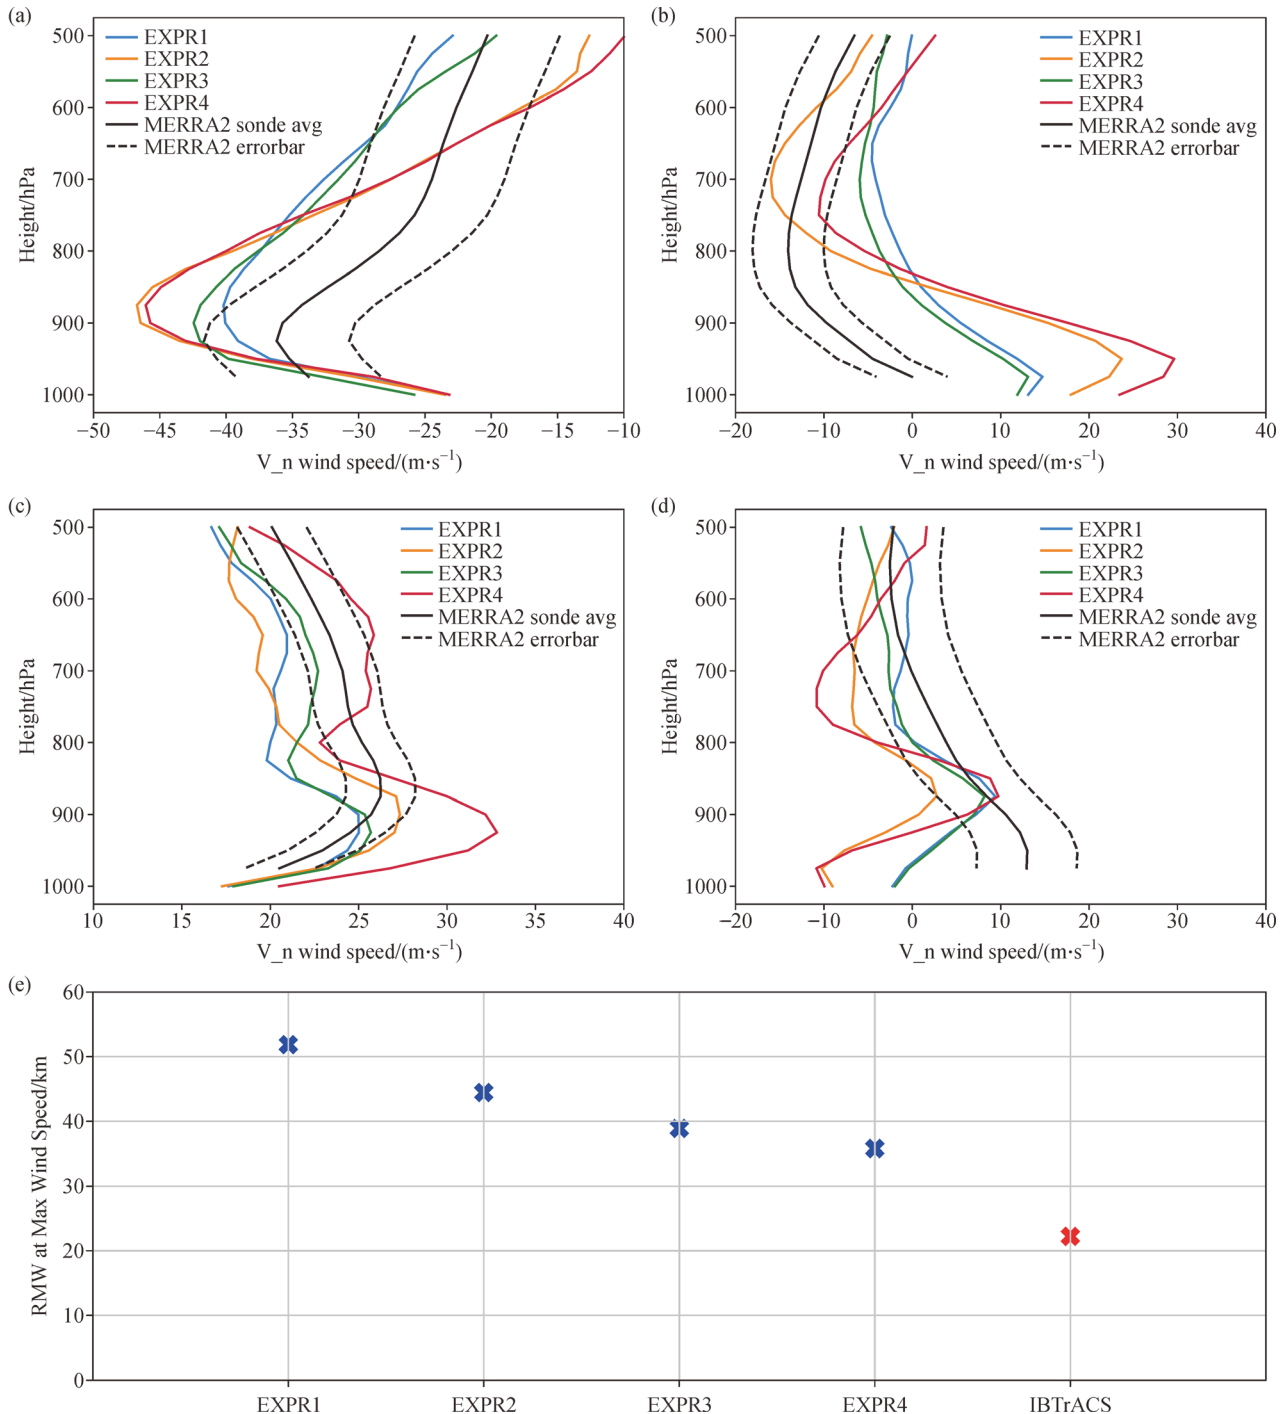 (a)
EXPR1
EXPR2
EXPR3
EXPR4
MERRA2 sonde avg
MERRA2 errorbar
500
600
700
800
900
1000
Height/hPa
−50 −45 −40 −35 −30 −25 −20 −15 −10
V_n wind speed/(m·s⁻¹)
(b)
EXPR1
EXPR2
EXPR3
EXPR4
MERRA2 sonde avg
MERRA2 errorbar
500
600
700
800
900
1000
Height/hPa
−20 −10 0 10 20 30 40
V_n wind speed/(m·s⁻¹)
(c)
EXPR1
EXPR2
EXPR3
EXPR4
MERRA2 sonde avg
MERRA2 errorbar
500
600
700
800
900
1000
Height/hPa
10 15 20 25 30 35 40
V_n wind speed/(m·s⁻¹)
(d)
EXPR1
EXPR2
EXPR3
EXPR4
MERRA2 sonde avg
MERRA2 errorbar
500
600
700
800
900
1000
Height/hPa
−20 −10 0 10 20 30 40
V_n wind speed/(m·s⁻¹)
(e)
60
50
40
30
20
10
0
RMW at Max Wind Speed/km
EXPR1 EXPR2 EXPR3 EXPR4 IBTrACS